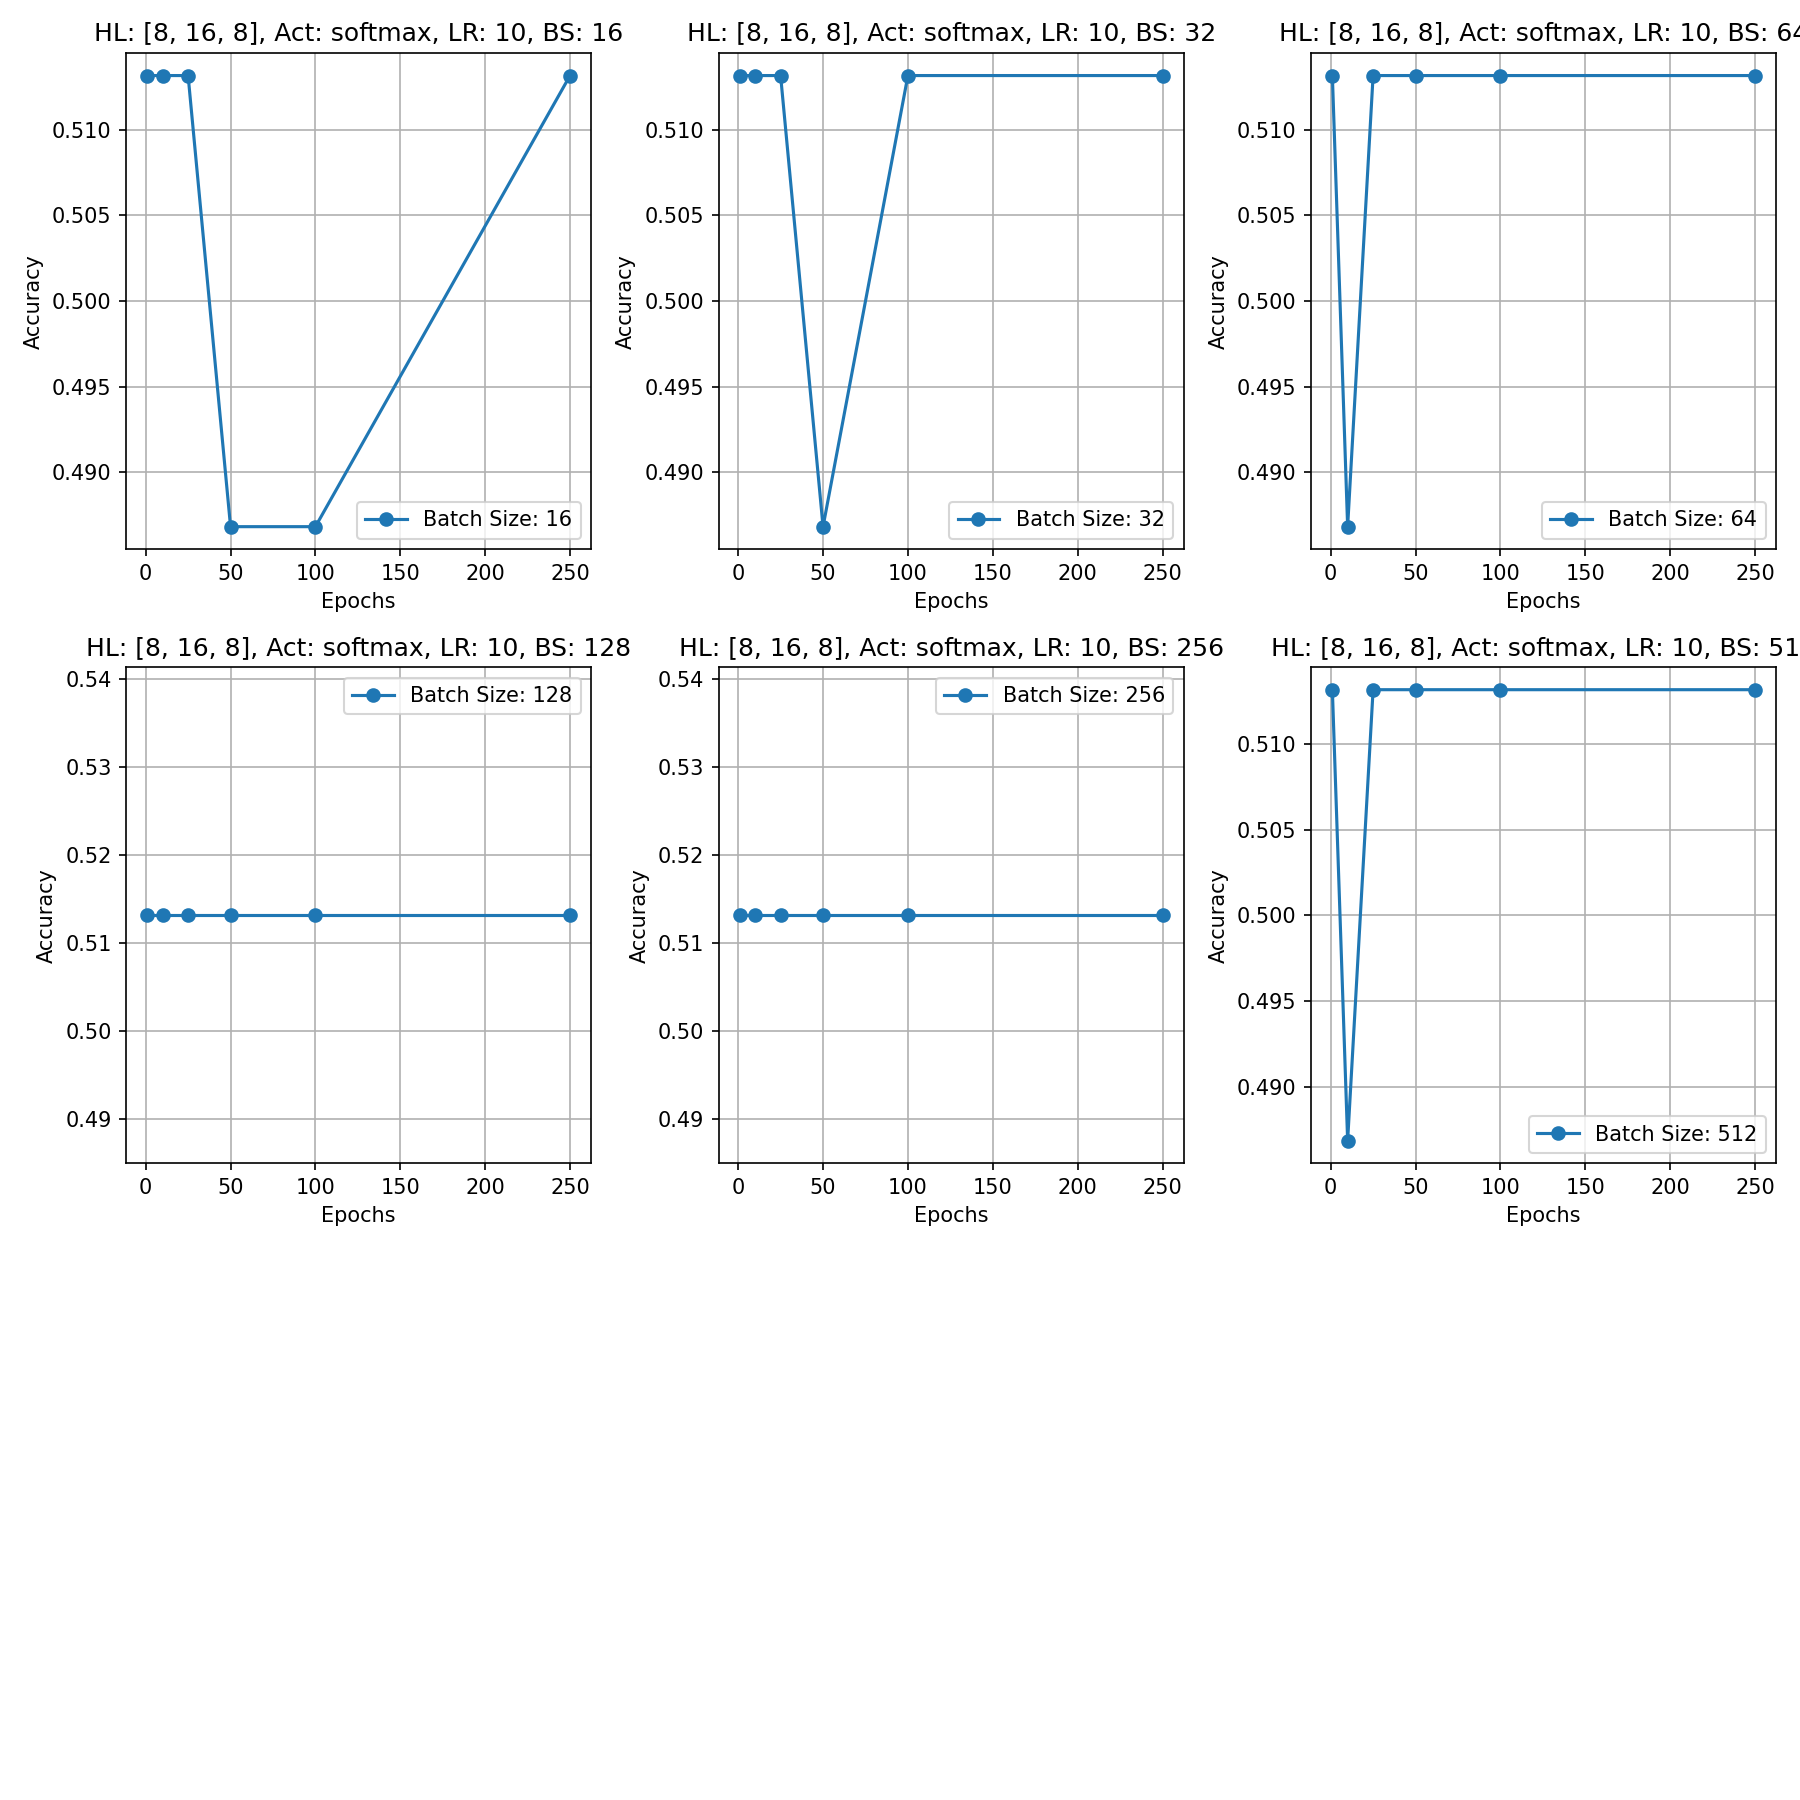 HL: [8, 16, 8], Act: softmax, LR: 10, BS: 16
Accuracy
0.510
0.505
0.500
0.495
0.490
Batch Size: 16
0 50 100 150 200 250
Epochs
HL: [8, 16, 8], Act: softmax, LR: 10, BS: 32
Accuracy
0.510
0.505
0.500
0.495
0.490
Batch Size: 32
0 50 100 150 200 250
Epochs
HL: [8, 16, 8], Act: softmax, LR: 10, BS: 64
Accuracy
0.510
0.505
0.500
0.495
0.490
Batch Size: 64
0 50 100 150 200 250
Epochs
HL: [8, 16, 8], Act: softmax, LR: 10, BS: 128
Accuracy
0.54
0.53
0.52
0.51
0.50
0.49
Batch Size: 128
0 50 100 150 200 250
Epochs
HL: [8, 16, 8], Act: softmax, LR: 10, BS: 256
Accuracy
0.54
0.53
0.52
0.51
0.50
0.49
Batch Size: 256
0 50 100 150 200 250
Epochs
HL: [8, 16, 8], Act: softmax, LR: 10, BS: 51
Accuracy
0.510
0.505
0.500
0.495
0.490
Batch Size: 512
0 50 100 150 200 250
Epochs